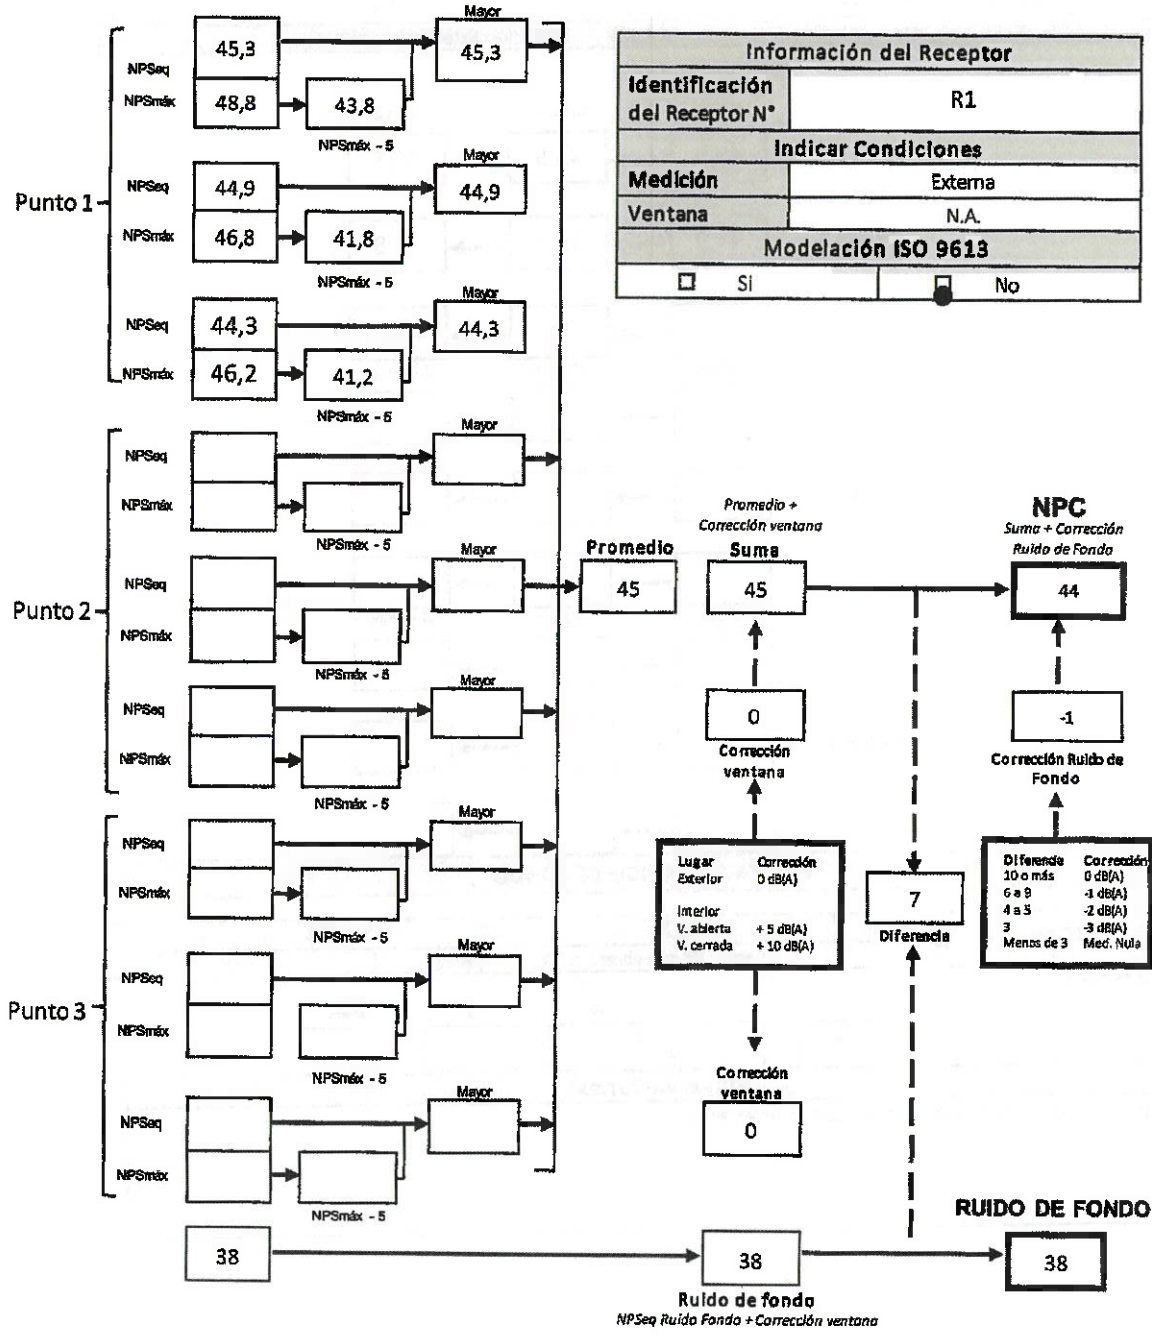 Información del Receptor
Identificación del Receptor N° R1
Indicar Condiciones
Medición Externa
Ventana N.A.
Modelación ISO 9613
Si No
Punto 1
NPSeq 45,3 Mayor 45,3
NPSmáx 48,8 43,8
NPSmáx - 5
NPSeq 44,9 Mayor 44,9
NPSmáx 46,8 41,8
NPSmáx - 5
NPSeq 44,3 Mayor 44,3
NPSmáx 46,2 41,2
NPSmáx - 5
Punto 2
NPSeq Mayor
NPSmáx
NPSmáx - 5
NPSeq Mayor
NPSmáx
NPSmáx - 5
NPSeq Mayor
NPSmáx
NPSmáx - 5
Punto 3
NPSeq Mayor
NPSmáx
NPSmáx - 5
NPSeq Mayor
NPSmáx
NPSmáx - 5
NPSeq Mayor
NPSmáx
NPSmáx - 5
Promedio
45
Promedio +
Corrección ventana
Suma
45
0
Corrección
ventana
Lugar Corrección
Exterior 0 dB(A)
Interior
V. abierta + 5 dB(A)
V. cerrada + 10 dB(A)
Corrección
ventana
0
7
Diferencia
NPC
Suma + Corrección
Ruido de Fondo
44
-1
Corrección Ruido de
Fondo
Diferencia Corrección
10 o más 0 dB(A)
6 a 9 -1 dB(A)
4 a 5 -2 dB(A)
3 -3 dB(A)
Menos de 3 Med. Nula
RUIDO DE FONDO
38 38 38
Ruido de fondo
NPSeq Ruido Fondo + Corrección ventana